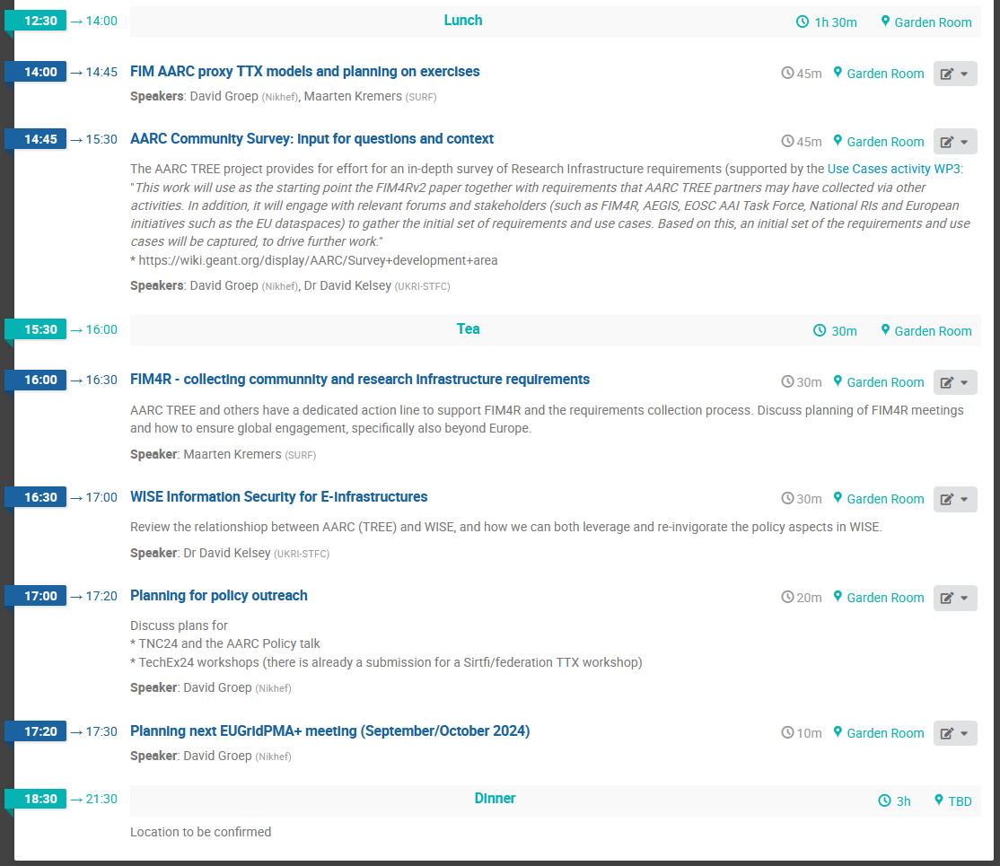 12:30 → 14:00 Lunch 1h 30m Garden Room
14:00 → 14:45 FIM AARC proxy TTX models and planning on exercises 45m Garden Room
Speakers: David Groep (Nikhef), Maarten Kremers (SURF)
14:45 → 15:30 AARC Community Survey: input for questions and context 45m Garden Room
The AARC TREE project provides for effort for an in-depth survey of Research Infrastructure requirements (supported by the Use Cases activity WP3:
"This work will use as the starting point the FIM4Rv2 paper together with requirements that AARC TREE partners may have collected via other
activities. In addition, it will engage with relevant forums and stakeholders (such as FIM4R, AEGIS, EOSC AAI Task Force, National RIs and European
initiatives such as the EU dataspaces) to gather the initial set of requirements and use cases. Based on this, an initial set of the requirements and use
cases will be captured, to drive further work."
* https://wiki.geant.org/display/AARC/Survey+development+area
Speakers: David Groep (Nikhef), Dr David Kelsey (UKRI-STFC)
15:30 → 16:00 Tea 30m Garden Room
16:00 → 16:30 FIM4R - collecting communnity and research infrastructure requirements 30m Garden Room
AARC TREE and others have a dedicated action line to support FIM4R and the requirements collection process. Discuss planning of FIM4R meetings
and how to ensure global engagement, specifically also beyond Europe.
Speaker: Maarten Kremers (SURF)
16:30 → 17:00 WISE Information Security for E-infrastructures 30m Garden Room
Review the relationshiop between AARC (TREE) and WISE, and how we can both leverage and re-invigorate the policy aspects in WISE.
Speaker: Dr David Kelsey (UKRI-STFC)
17:00 → 17:20 Planning for policy outreach 20m Garden Room
Discuss plans for
* TNC24 and the AARC Policy talk
* TechEx24 workshops (there is already a submission for a Sirtfi/federation TTX workshop)
Speaker: David Groep (Nikhef)
17:20 → 17:30 Planning next EUGridPMA+ meeting (September/October 2024) 10m Garden Room
Speaker: David Groep (Nikhef)
18:30 → 21:30 Dinner 3h TBD
Location to be confirmed